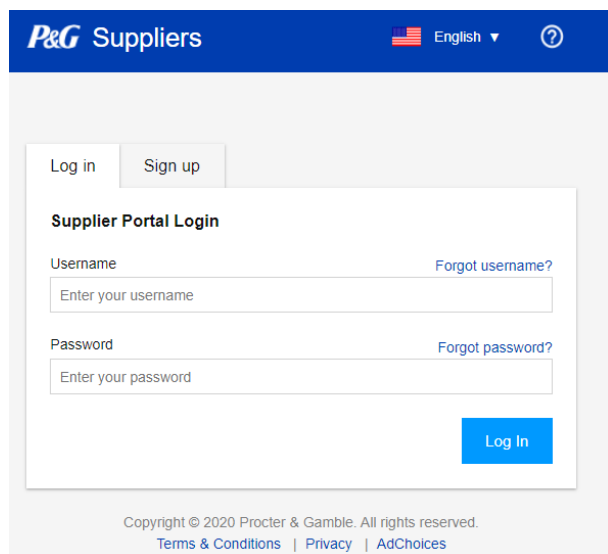 P&G Suppliers English ▼ ?
Log in Sign up
Supplier Portal Login
Username Forgot username?
Enter your username
Password Forgot password?
Enter your password
Log In
Copyright © 2020 Procter & Gamble. All rights reserved.
Terms & Conditions | Privacy | AdChoices